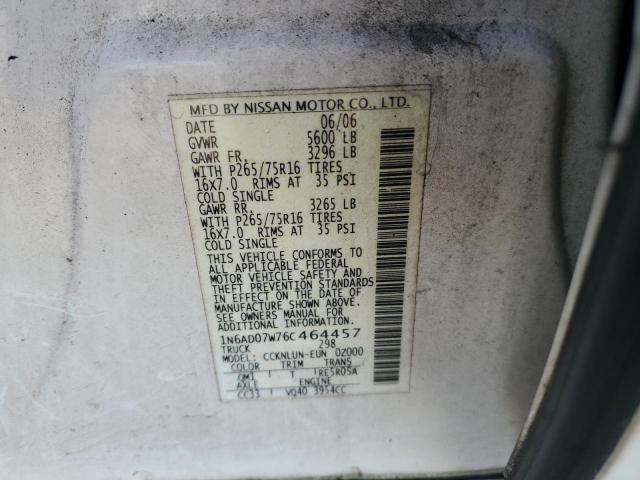 MFD BY NISSAN MOTOR CO., LTD.
DATE 06/06
GVWR 5600 LB
GAWR FR. 3296 LB
WITH P265/75R16 TIRES
16X7.0 RIMS AT 35 PSI
COLD SINGLE
GAWR RR. 3265 LB
WITH P265/75R16 TIRES
16X7.0 RIMS AT 35 PSI
COLD SINGLE
THIS VEHICLE CONFORMS TO
ALL APPLICABLE FEDERAL
MOTOR VEHICLE SAFETY AND
THEFT PREVENTION STANDARDS
IN EFFECT ON THE DATE OF
MANUFACTURE SHOWN ABOVE.
SEE OWNERS MANUAL FOR
ADDITIONAL INFORMATION.
1N6AD07W76C464457
TRUCK 298
MODEL: CCKNLUN-EUN 02000
COLOR TRIM TRANS
QM1 T RE5R05A
AXLE ENGINE
CC33 VQ40 3954CC